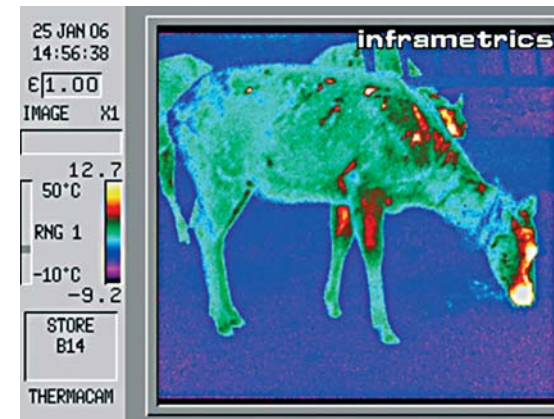 25 JAN 06
14:56:38
ε 1.00
IMAGE X1
12.7
50°C
RNG 1
-10°C
-9.2
STORE
B14
THERMACAM
inframetrics